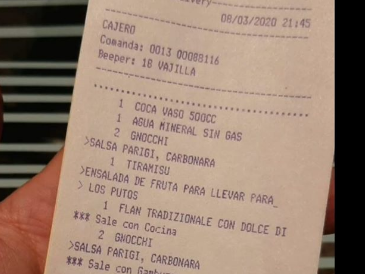 08/03/2020 21:45
CAJERO
Comanda: 0013 00088116
Beeper: 18 VAJILLA
1 COCA VASO 500CC
1 AGUA MINERAL SIN GAS
2 GNOCCHI
>SALSA PARIGI, CARBONARA
1 TIRAMISU
>ENSALADA DE FRUTA PARA LLEVAR PARA_
> LOS PUTOS
1 FLAN TRADIZIONALE CON DOLCE DI
*** Sale con Cocina
2 GNOCCHI
>SALSA PARIGI, CARBONARA
*** Sale con